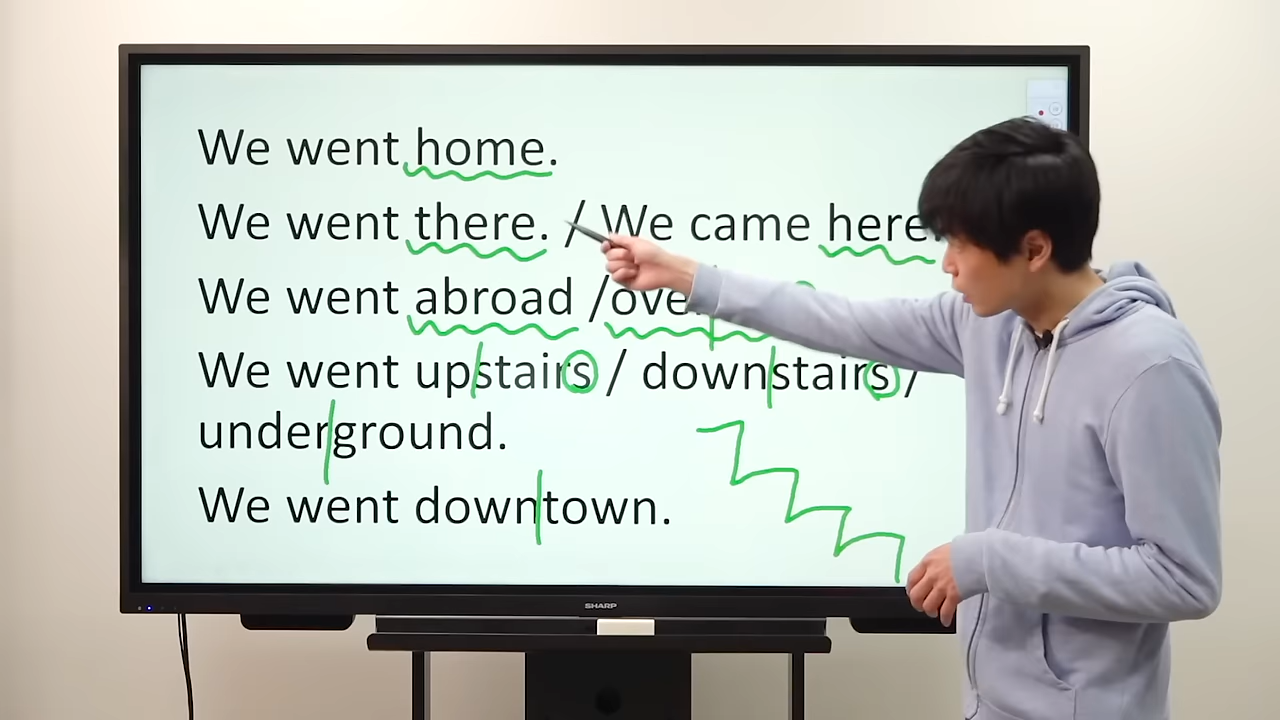 We went home.
We went there. / We came here.
We went abroad /
We went upstairs / downstairs /
underground.
We went downtown.
SHARP